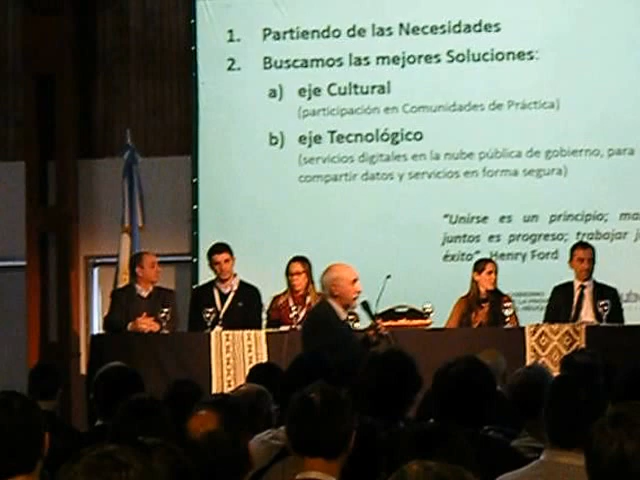 1. Partiendo de las Necesidades
2. Buscamos las mejores Soluciones:
a) eje Cultural
(participación en Comunidades de Práctica)
b) eje Tecnológico
(servicios digitales en la nube pública de gobierno, para
compartir datos y servicios en forma segura)
"Unirse es un principio; ma
juntos es progreso; trabajar j
éxito" Henry Ford